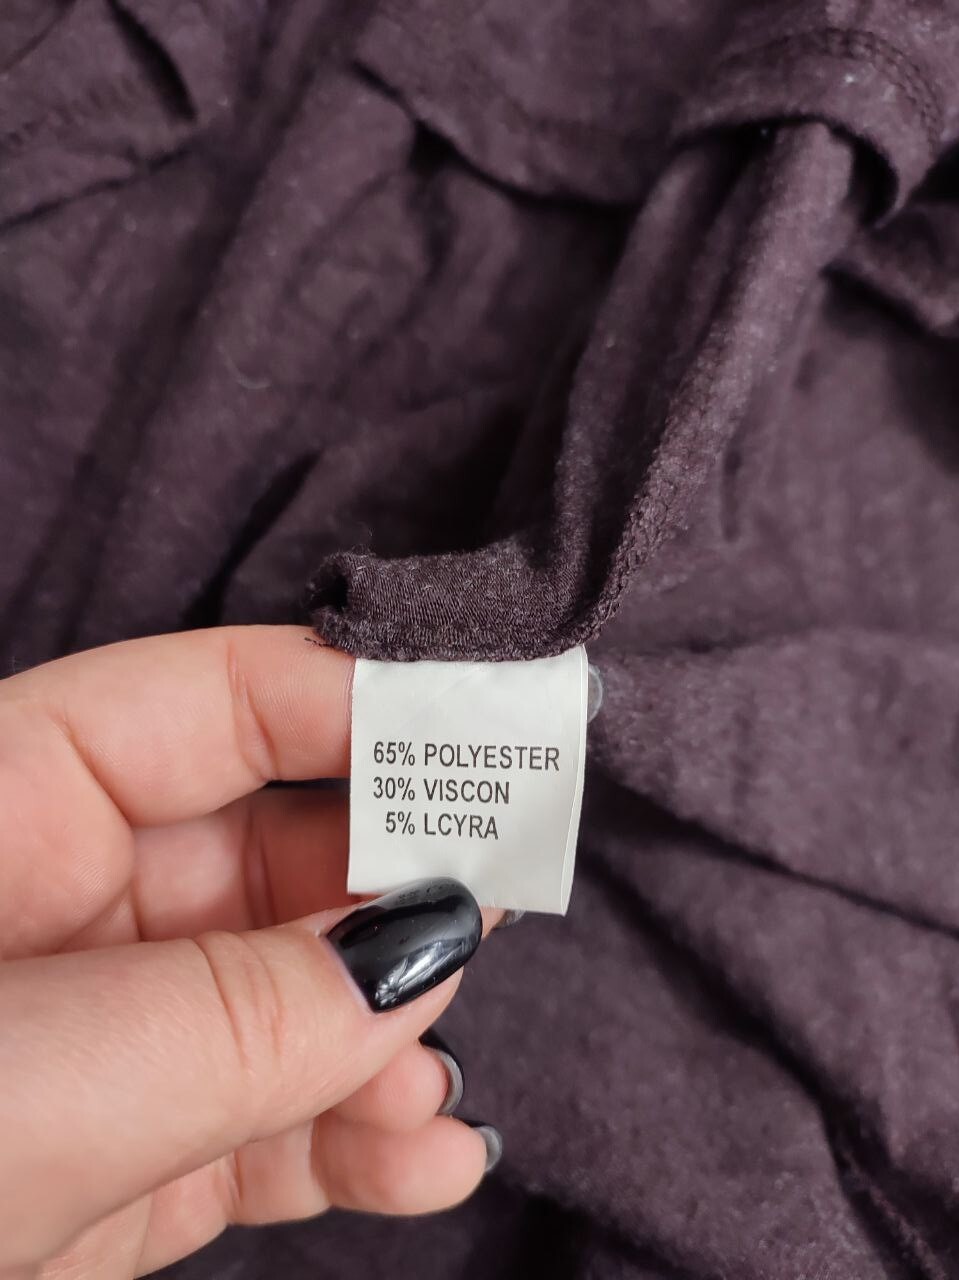 65% POLYESTER
30% VISCON
5% LCYRA